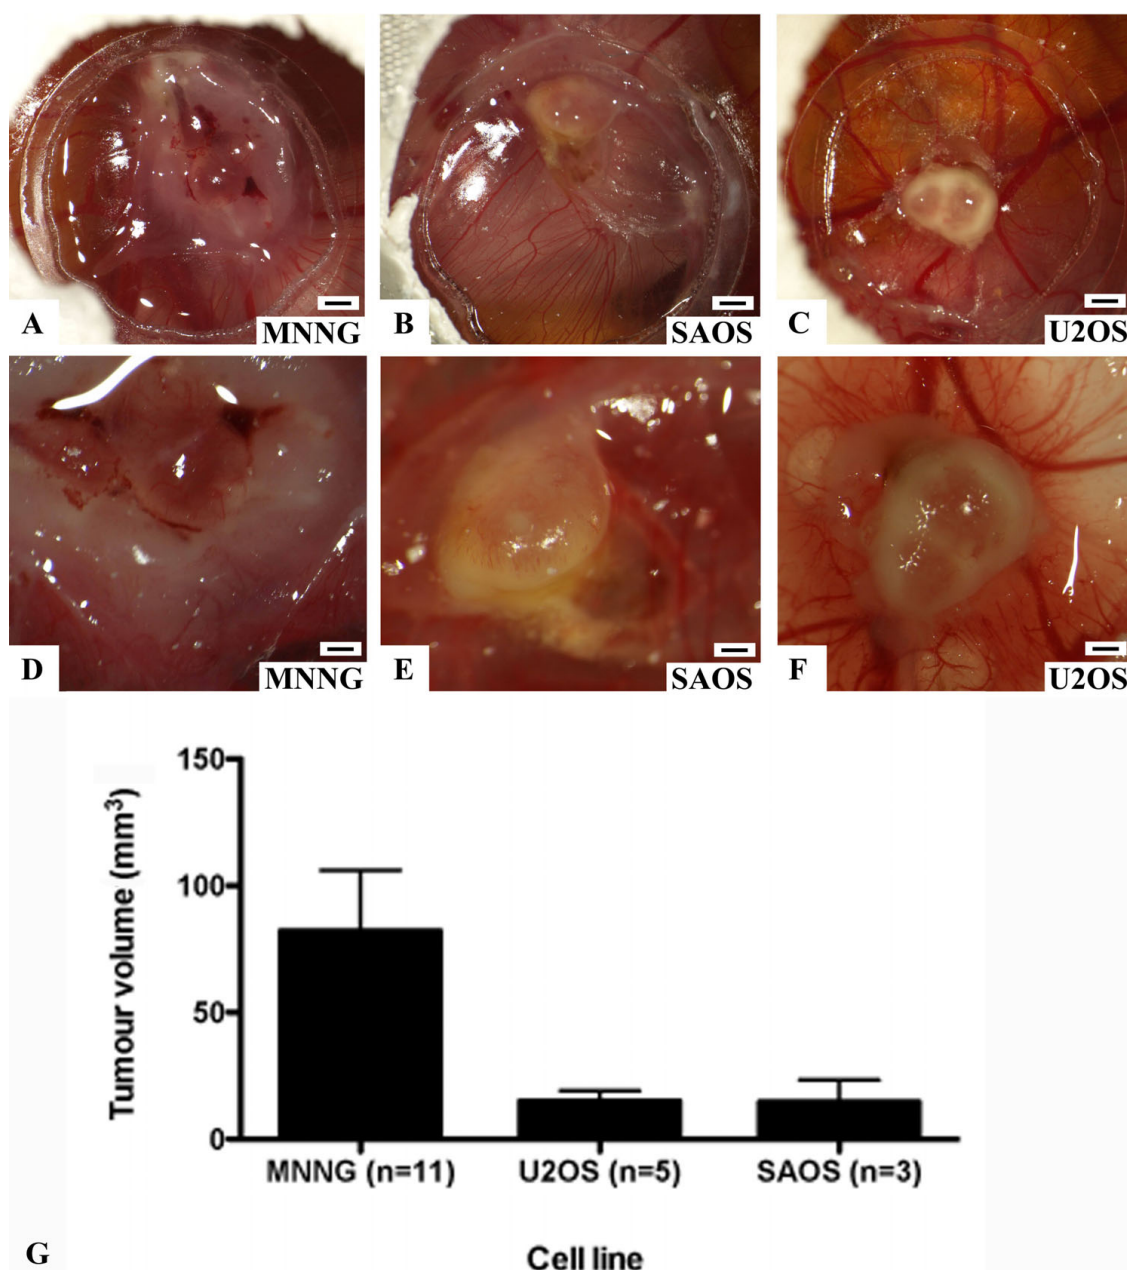 A MNNG
B SAOS
C U2OS
D MNNG
E SAOS
F U2OS
150
100
50
0
Tumour volume (mm³)
MNNG (n=11) U2OS (n=5) SAOS (n=3)
Cell line
G